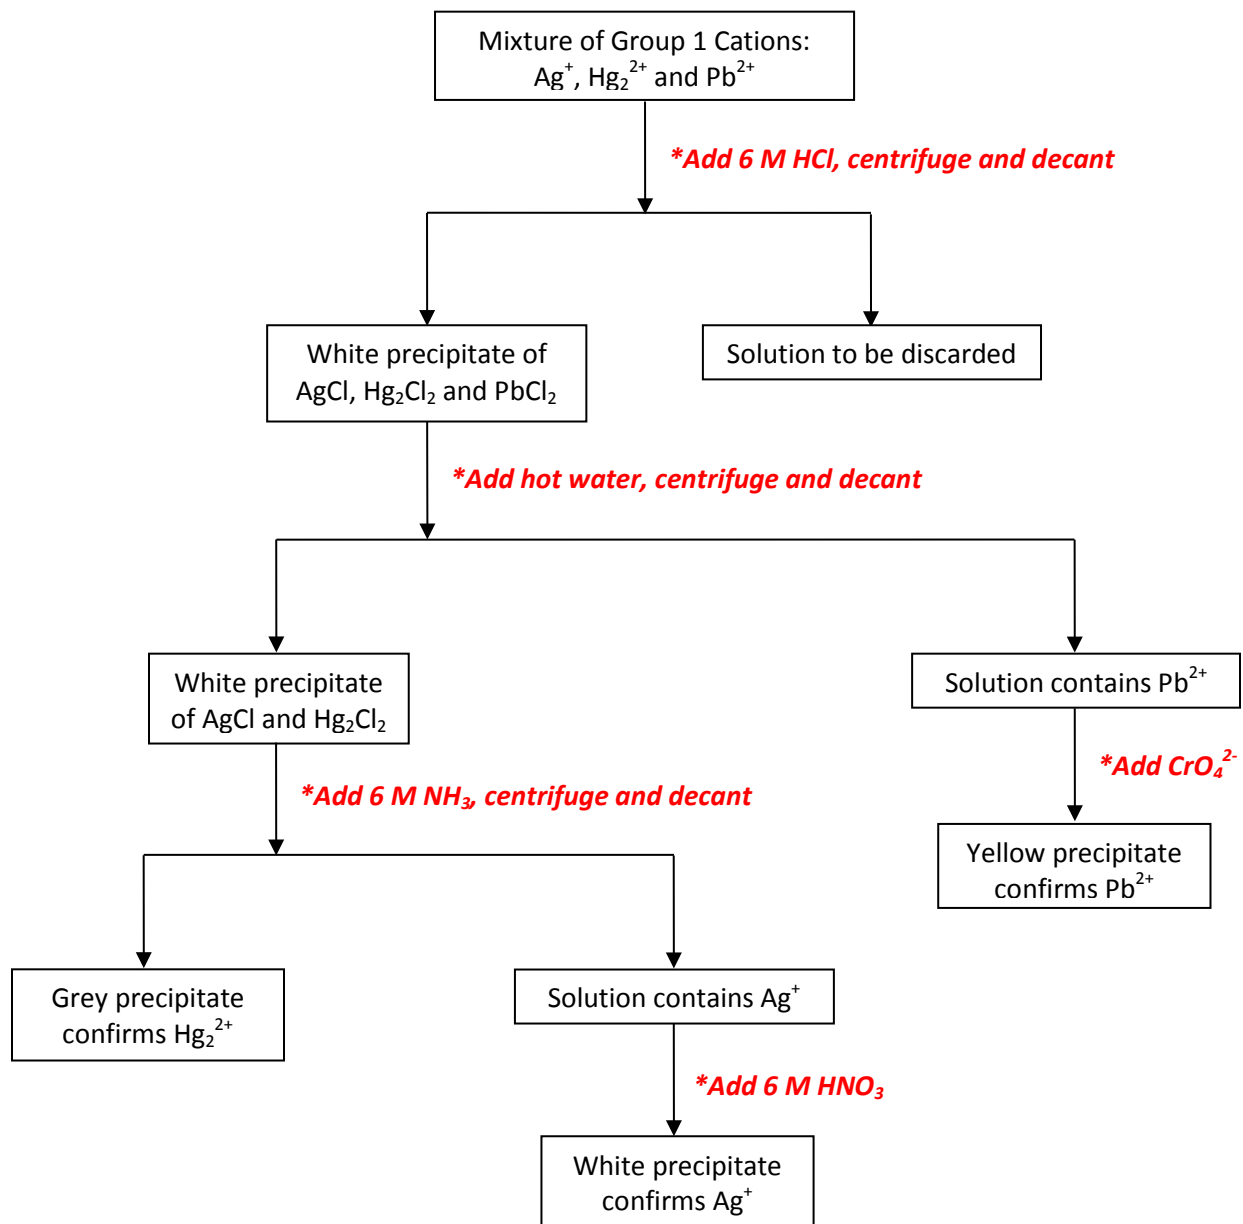 Mixture of Group 1 Cations:
Ag⁺, Hg₂²⁺ and Pb²⁺
*Add 6 M HCl, centrifuge and decant
White precipitate of
AgCl, Hg₂Cl₂ and PbCl₂
Solution to be discarded
*Add hot water, centrifuge and decant
White precipitate
of AgCl and Hg₂Cl₂
Solution contains Pb²⁺
*Add CrO₄²⁻
*Add 6 M NH₃, centrifuge and decant
Yellow precipitate
confirms Pb²⁺
Grey precipitate
confirms Hg₂²⁺
Solution contains Ag⁺
*Add 6 M HNO₃
White precipitate
confirms Ag⁺